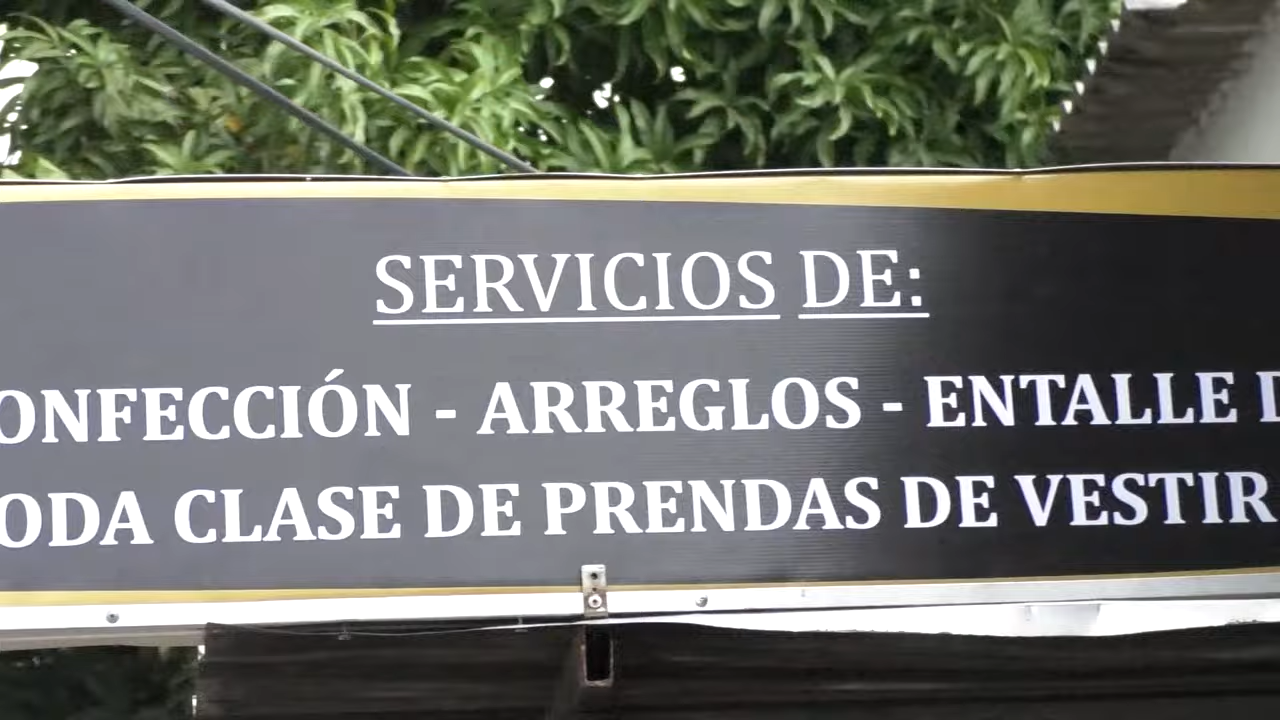 SERVICIOS DE:
ONFECCIÓN - ARREGLOS - ENTALLE D
ODA CLASE DE PRENDAS DE VESTIR